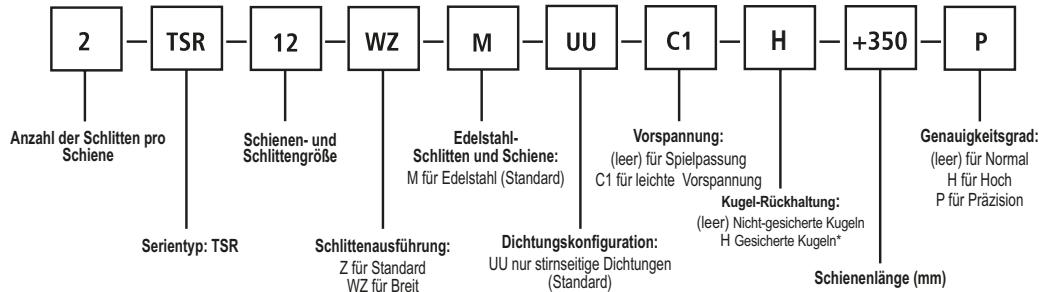 2 – TSR – 12 – WZ – M – UU – C1 – H – +350 – P
Anzahl der Schlitten pro
Schiene
Serientyp: TSR
Schienen- und
Schlittengröße
Schlittenausführung:
Z für Standard
WZ für Breit
Edelstahl-
Schlitten und Schiene:
M für Edelstahl (Standard)
Dichtungskonfiguration:
UU nur stirnseitige Dichtungen
(Standard)
Vorspannung:
(leer) für Spielpassung
C1 für leichte Vorspannung
Kugel-Rückhaltung:
(leer) Nicht-gesicherte Kugeln
H Gesicherte Kugeln*
Schienenlänge (mm)
Genauigkeitsgrad:
(leer) für Normal
H für Hoch
P für Präzision